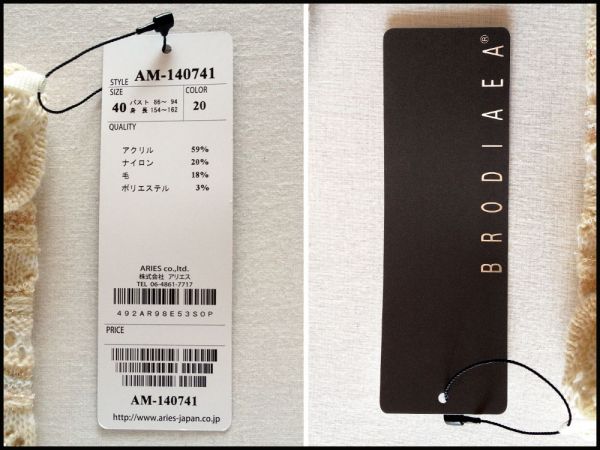 STYLE AM-140741
SIZE COLOR
40 バスト 86～ 94 20
身 長 154～162
QUALITY
アクリル 59%
ナイロン 20%
毛 18%
ポリエステル 3%
ARIES co.,ltd.
株式会社 アリエス
TEL 06-4861-7717
492AR98E53SOP
PRICE
AM-140741
http://www.aries-japan.co.jp
BRODIAEA®